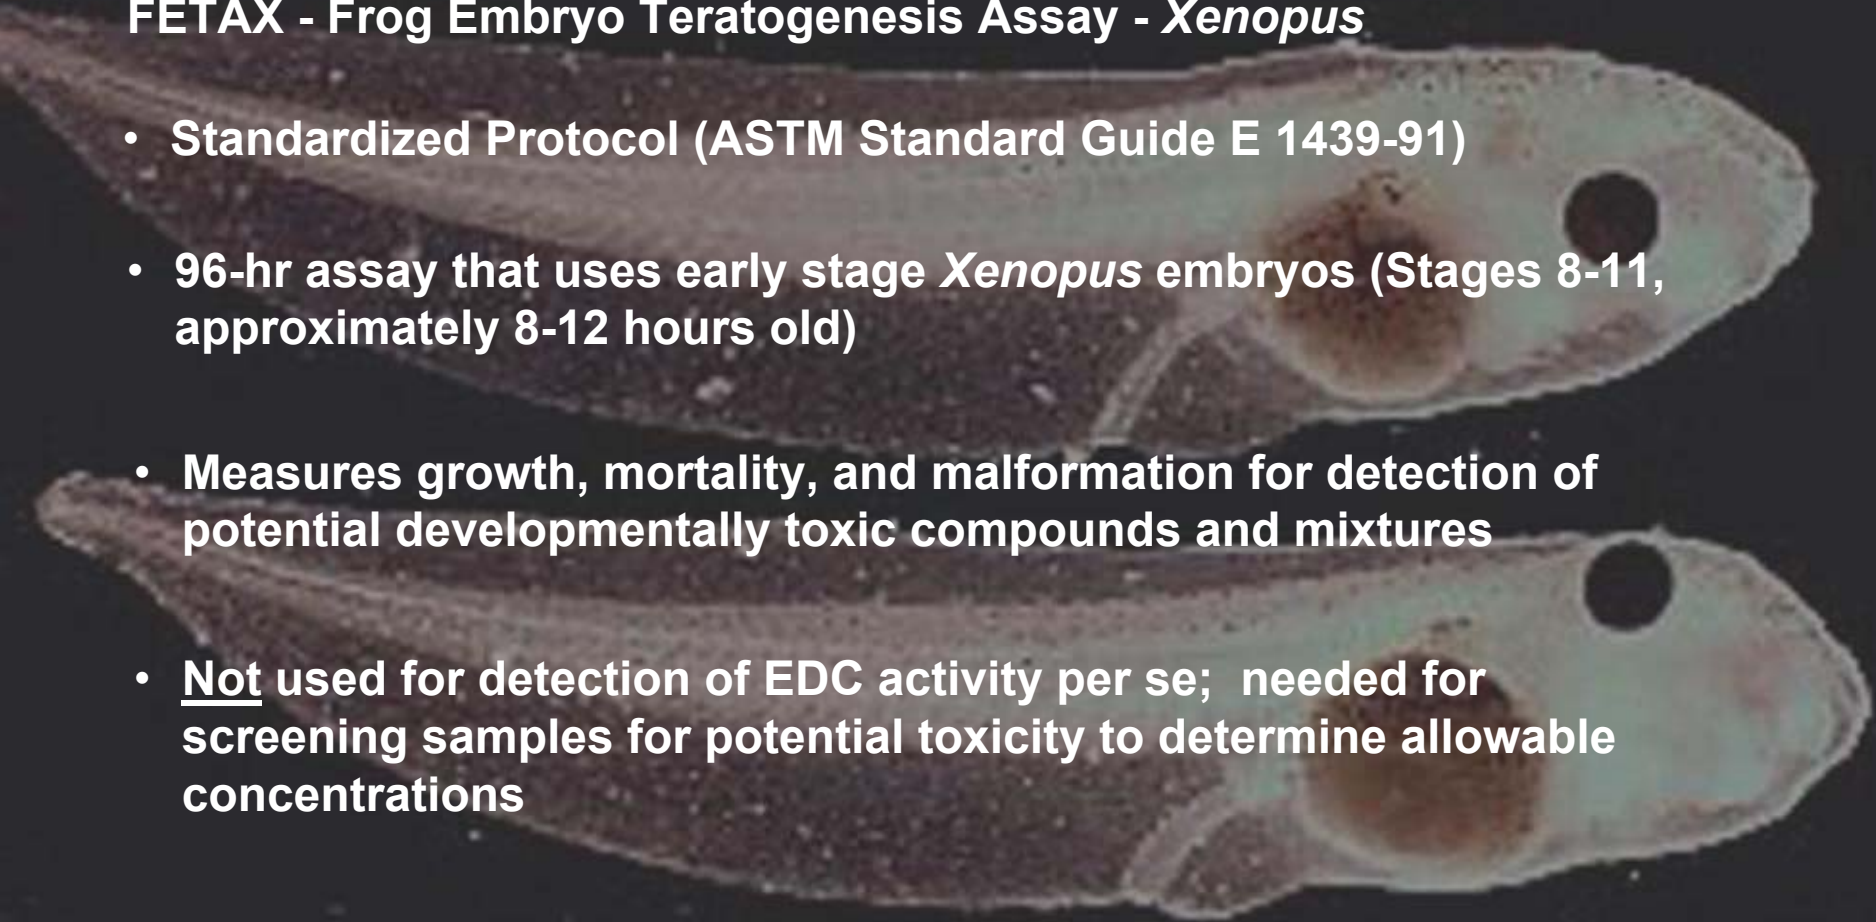 FETAX - Frog Embryo Teratogenesis Assay - Xenopus
• Standardized Protocol (ASTM Standard Guide E 1439-91)
• 96-hr assay that uses early stage Xenopus embryos (Stages 8-11,
approximately 8-12 hours old)
• Measures growth, mortality, and malformation for detection of
potential developmentally toxic compounds and mixtures
• Not used for detection of EDC activity per se;  needed for
screening samples for potential toxicity to determine allowable
concentrations